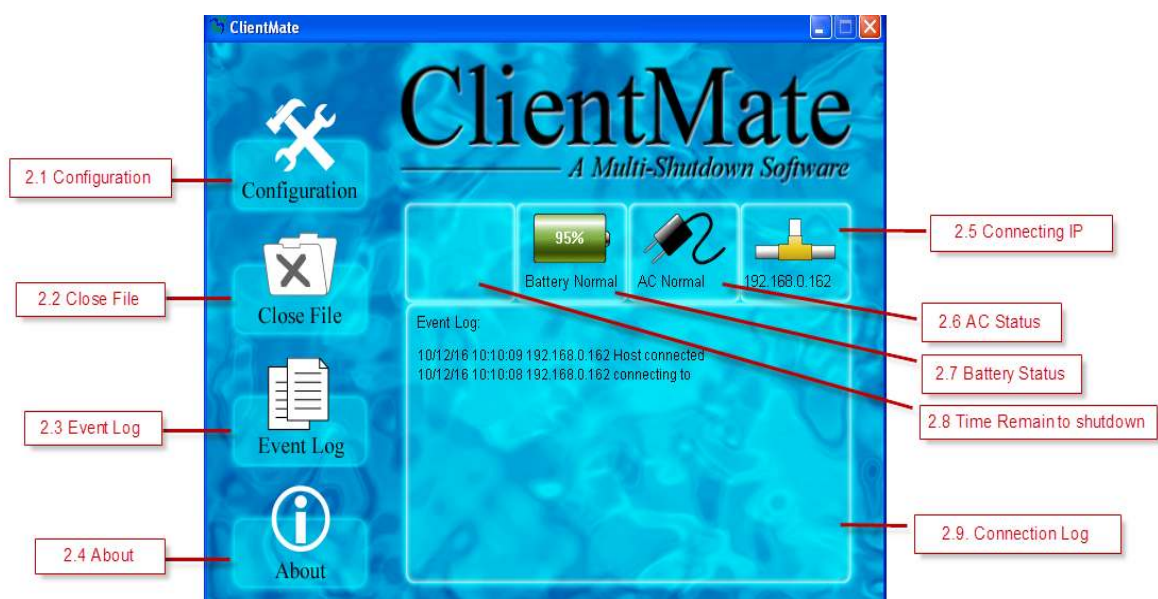 ClientMate
ClientMate
A Multi-Shutdown Software
2.1 Configuration
Configuration
2.2 Close File
Close File
2.3 Event Log
Event Log
2.4 About
About
95%
Battery Normal
AC Normal
192.168.0.162
Event Log:
10/12/16 10:10:09 192.168.0.162 Host connected
10/12/16 10:10:08 192.168.0.162 connecting to
2.5 Connecting IP
2.6 AC Status
2.7 Battery Status
2.8 Time Remain to shutdown
2.9. Connection Log